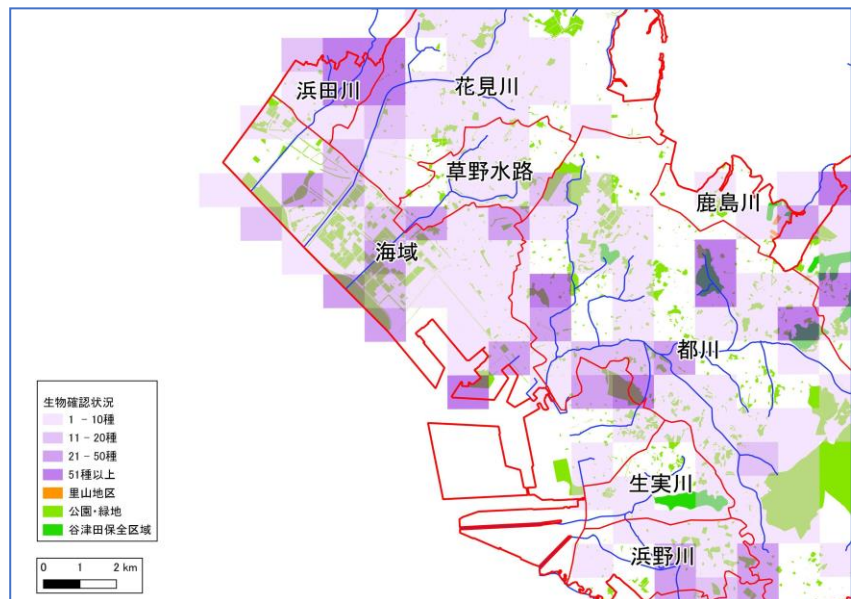 浜田川
花見川
草野水路
鹿島川
海域
都川
生実川
浜野川
生物確認状況
1 - 10種
11 - 20種
21 - 50種
51種以上
里山地区
公園・緑地
谷津田保全区域
0 1 2 km